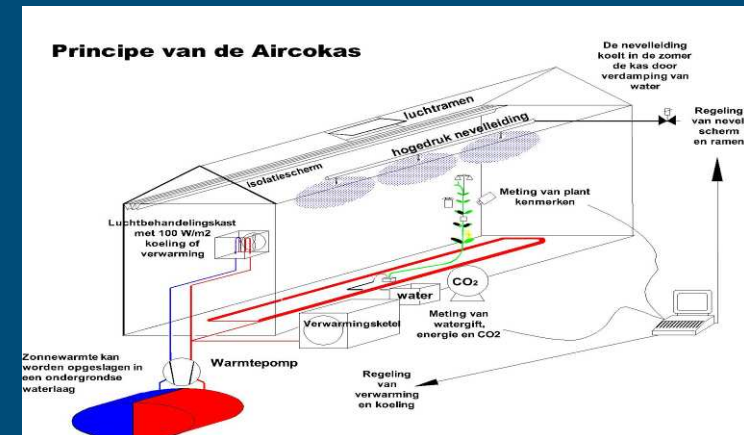 Principe van de Aircokas
De nevelleiding
koelt in de zomer
de kas door
verdamping van
water
luchtramen
hogedruk nevelleiding
isolatiescherm
Regeling
van nevel
scherm
en ramen
Meting van plant
kenmerken
Luchtbehandelingskast
met 100 W/m2
koeling of
verwarming
CO2
water
Verwarmingsketel
Meting van
watergift,
energie en CO2
Zonnewarmte kan
worden opgeslagen in
een ondergrondse
waterlaag
Warmtepomp
Regeling
van
verwarming
en koeling